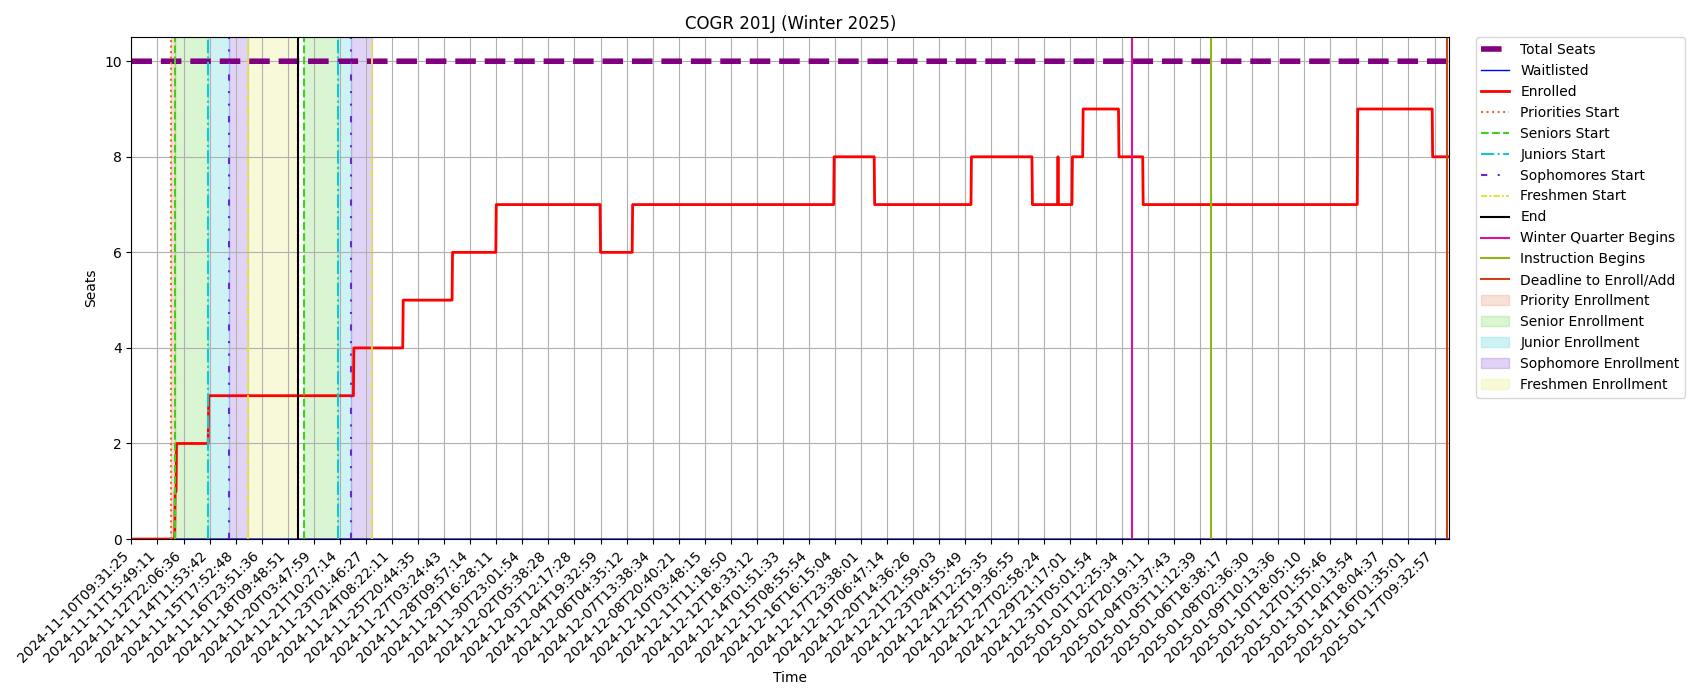 COGR 201J (Winter 2025)
Seats
10
8
6
4
2
0
2024-11-10T09:31:25
2024-11-11T15:49:11
2024-11-12T22:06:36
2024-11-14T11:53:42
2024-11-15T17:52:48
2024-11-16T23:51:36
2024-11-18T09:48:51
2024-11-20T03:47:59
2024-11-21T10:27:14
2024-11-23T01:46:27
2024-11-24T08:22:11
2024-11-25T20:44:35
2024-11-27T03:24:43
2024-11-28T09:57:14
2024-11-29T16:28:11
2024-11-30T23:01:54
2024-12-02T05:38:28
2024-12-03T12:17:28
2024-12-04T19:32:59
2024-12-06T04:35:12
2024-12-07T13:38:34
2024-12-08T20:40:21
2024-12-10T03:48:15
2024-12-11T11:18:50
2024-12-12T18:33:12
2024-12-14T01:51:33
2024-12-15T08:55:54
2024-12-16T16:15:04
2024-12-17T23:38:01
2024-12-19T06:47:14
2024-12-20T14:36:26
2024-12-21T21:59:03
2024-12-23T04:55:49
2024-12-24T12:25:35
2024-12-25T19:36:55
2024-12-27T02:58:24
2024-12-29T21:17:01
2024-12-31T05:01:54
2025-01-01T12:25:34
2025-01-02T20:19:11
2025-01-04T03:37:43
2025-01-05T11:12:39
2025-01-06T18:38:17
2025-01-08T02:36:30
2025-01-09T10:13:36
2025-01-10T18:05:10
2025-01-12T01:55:46
2025-01-13T10:13:54
2025-01-14T18:04:37
2025-01-16T01:35:01
2025-01-17T09:32:57
Time
Total Seats
Waitlisted
Enrolled
Priorities Start
Seniors Start
Juniors Start
Sophomores Start
Freshmen Start
End
Winter Quarter Begins
Instruction Begins
Deadline to Enroll/Add
Priority Enrollment
Senior Enrollment
Junior Enrollment
Sophomore Enrollment
Freshmen Enrollment